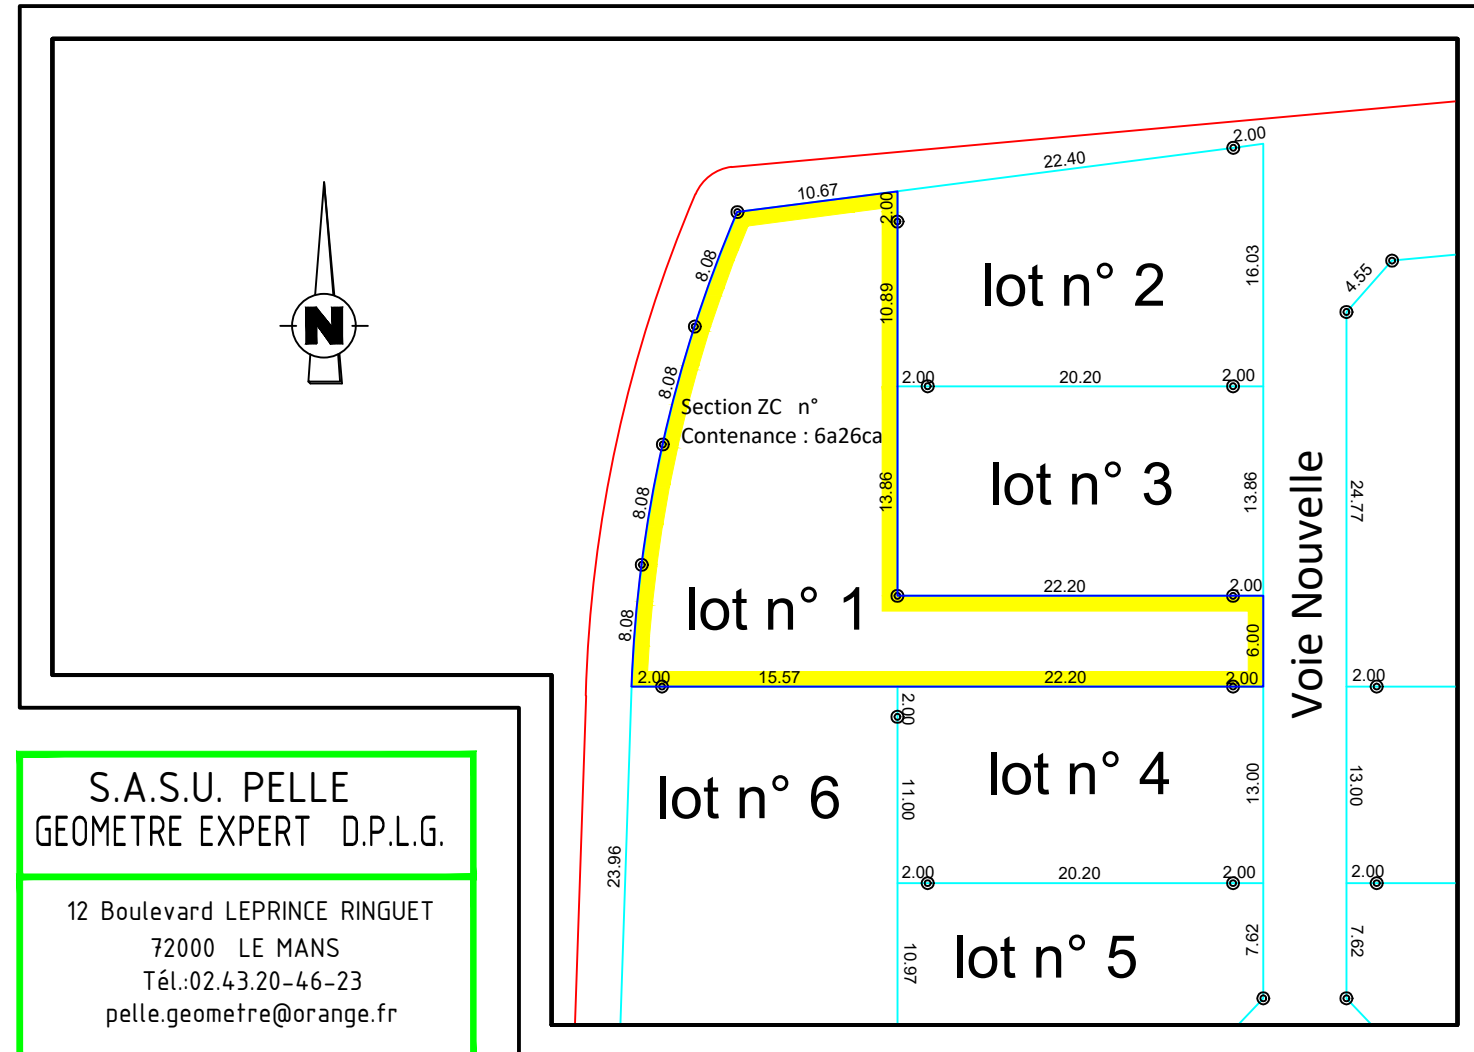 2.00
22.40
10.67
2.00
8.08
16.03
10.89
4.55
N
lot n° 2
8.08
2.00
20.20
2.00
Section ZC n°
Contenance : 6a26ca
13.86
lot n° 3
13.86
24.77
8.08
Voie Nouvelle
22.20
2.00
lot n° 1
8.08
6.00
2.00
15.57
22.20
2.00
2.00
2.00
lot n° 6
11.00
lot n° 4
13.00
13.00
23.96
2.00
20.20
2.00
2.00
10.97
lot n° 5
7.62
7.62
S.A.S.U. PELLE
GEOMETRE EXPERT D.P.L.G.
12 Boulevard LEPRINCE RINGUET
72000 LE MANS
Tél.:02.43.20-46-23
pelle.geometre@orange.fr